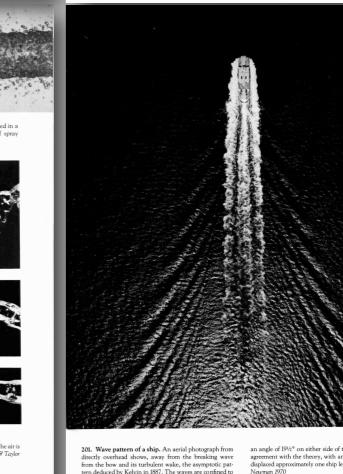 ed in a
f spray
he air is
Taylor
201. Wave pattern of a ship. An aerial photograph from
directly overhead shows, away from the breaking wave
from the bow and its turbulent wake, the asymptotic pat-
tern deduced by Kelvin in 1887. The waves are confined to
an angle of 19½° on either side of t
agreement with the theory, with an
displaced approximately one ship l
Newman 1970